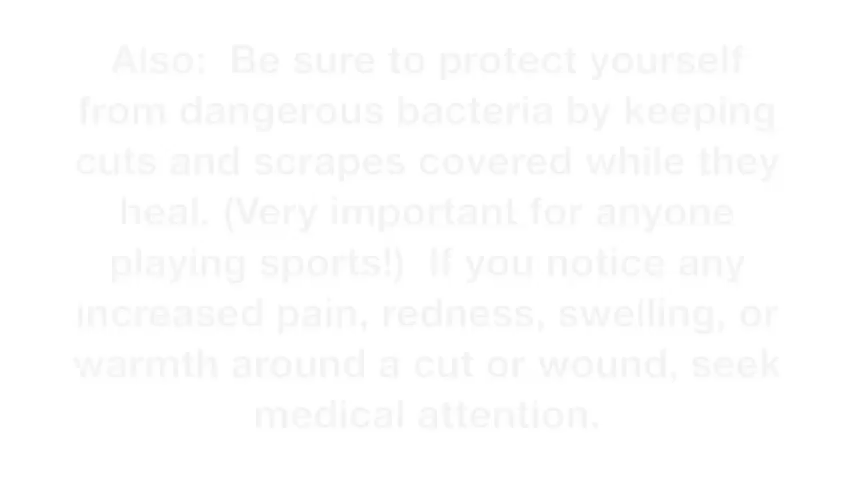 Also:  Be sure to protect yourself
from dangerous bacteria by keeping
cuts and scrapes covered while they
heal. (Very important for anyone
playing sports!)  If you notice any
increased pain, redness, swelling, or
warmth around a cut or wound, seek
medical attention.